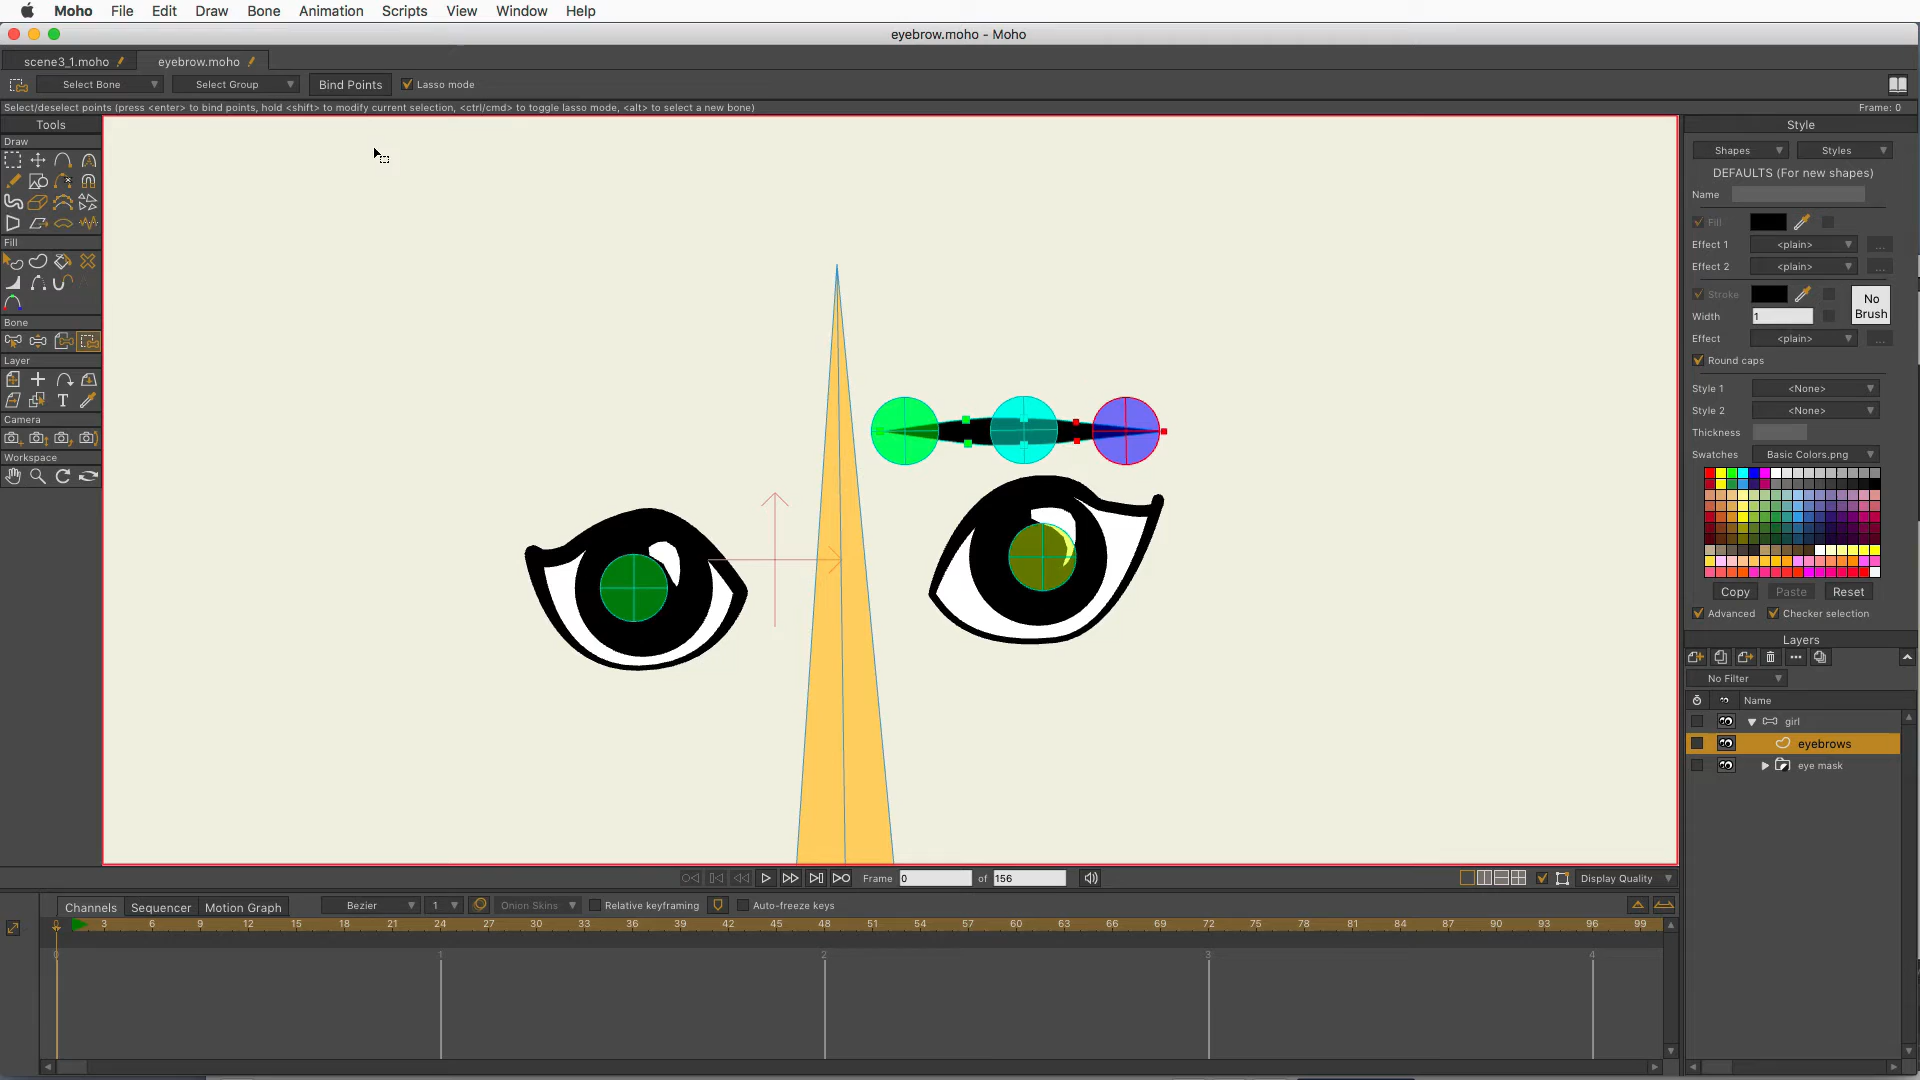 Moho File Edit Draw Bone Animation Scripts View Window Help
eyebrow.moho - Moho
scene3_1.moho eyebrow.moho
Select Bone Select Group Bind Points Lasso mode
Select/deselect points (press <enter> to bind points, hold <shift> to modify current selection, <ctrl/cmd> to toggle lasso mode, <alt> to select a new bone) Frame: 0
Tools
Draw
Fill
Bone
Layer
T
Camera
Workspace
Style
Shapes Styles
DEFAULTS (For new shapes)
Name
Fill
Effect 1 <plain> ...
Effect 2 <plain> ...
Stroke
No Brush
Width 1
Effect <plain> ...
Round caps
Style 1 <None>
Style 2 <None>
Thickness
Swatches Basic Colors.png
Copy Paste Reset
Advanced Checker selection
Layers
No Filter
Name
girl
eyebrows
eye mask
Frame 0 of 156 Display Quality
Channels Sequencer Motion Graph Bezier 1 Onion Skins Relative keyframing Auto-freeze keys
0 3 6 9 12 15 18 21 24 27 30 33 36 39 42 45 48 51 54 57 60 63 66 69 72 75 78 81 84 87 90 93 96 99
0 1 2 3 4